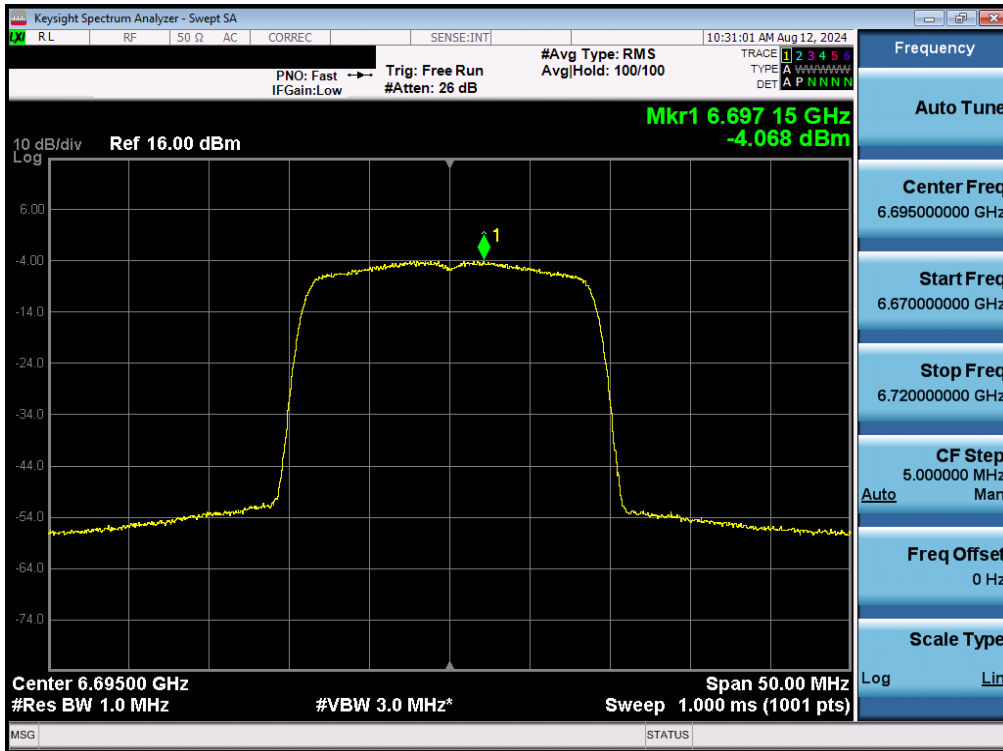 Keysight Spectrum Analyzer - Swept SA
LXI RL RF 50 Ω AC CORREC SENSE:INT 10:31:01 AM Aug 12, 2024
Frequency
PNO: Fast
IFGain:Low
Trig: Free Run
#Atten: 26 dB
#Avg Type: RMS
Avg|Hold: 100/100
TRACE 1 2 3 4 5 6
TYPE A WWWWW
DET A P N N N N
Mkr1 6.697 15 GHz
-4.068 dBm
10 dB/div Ref 16.00 dBm
Log
6.00
-4.00
-14.0
-24.0
-34.0
-44.0
-54.0
-64.0
-74.0
1
Center 6.69500 GHz
#Res BW 1.0 MHz
#VBW 3.0 MHz*
Span 50.00 MHz
Sweep 1.000 ms (1001 pts)
MSG
STATUS
Auto Tune
Center Freq
6.695000000 GHz
Start Freq
6.670000000 GHz
Stop Freq
6.720000000 GHz
CF Step
5.000000 MHz
Auto Man
Freq Offset
0 Hz
Scale Type
Log Lin